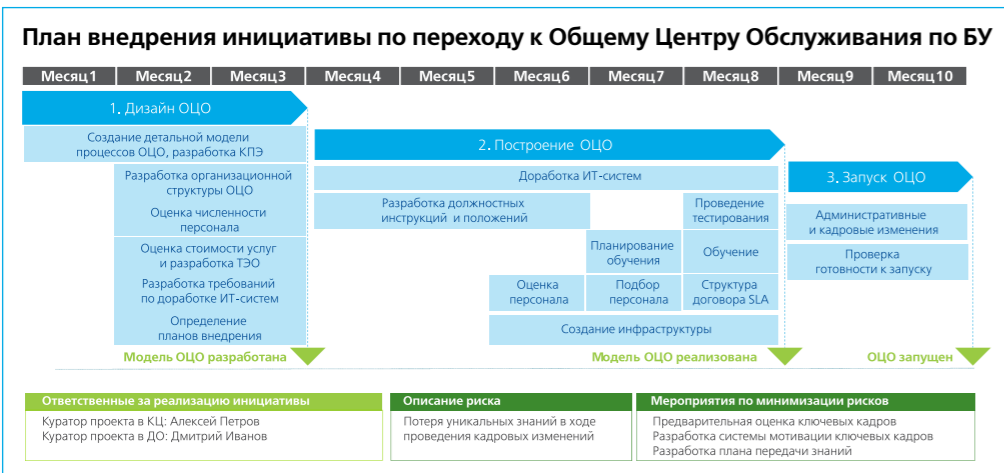 План внедрения инициативы по переходу к Общему Центру Обслуживания по БУ
Месяц1 Месяц2 Месяц3 Месяц4 Месяц5 Месяц6 Месяц7 Месяц8 Месяц9 Месяц10
1. Дизайн ОЦО
Создание детальной модели
процессов ОЦО, разработка КПЭ
Разработка организационной
структуры ОЦО
Оценка численности
персонала
Оценка стоимости услуг
и разработка ТЭО
Разработка требований
по доработке ИТ-систем
Определение
планов внедрения
Модель ОЦО разработана
2. Построение ОЦО
Доработка ИТ-систем
Разработка должностных
инструкций и положений
Проведение
тестирования
Планирование
обучения
Обучение
Оценка
персонала
Подбор
персонала
Структура
договора SLA
Создание инфраструктуры
Модель ОЦО реализована
3. Запуск ОЦО
Административные
и кадровые изменения
Проверка
готовности к запуску
ОЦО запущен
Ответственные за реализацию инициативы
Куратор проекта в КЦ: Алексей Петров
Куратор проекта в ДО: Дмитрий Иванов
Описание риска
Потеря уникальных знаний в ходе
проведения кадровых изменений
Мероприятия по минимизации рисков
Предварительная оценка ключевых кадров
Разработка системы мотивации ключевых кадров
Разработка плана передачи знаний